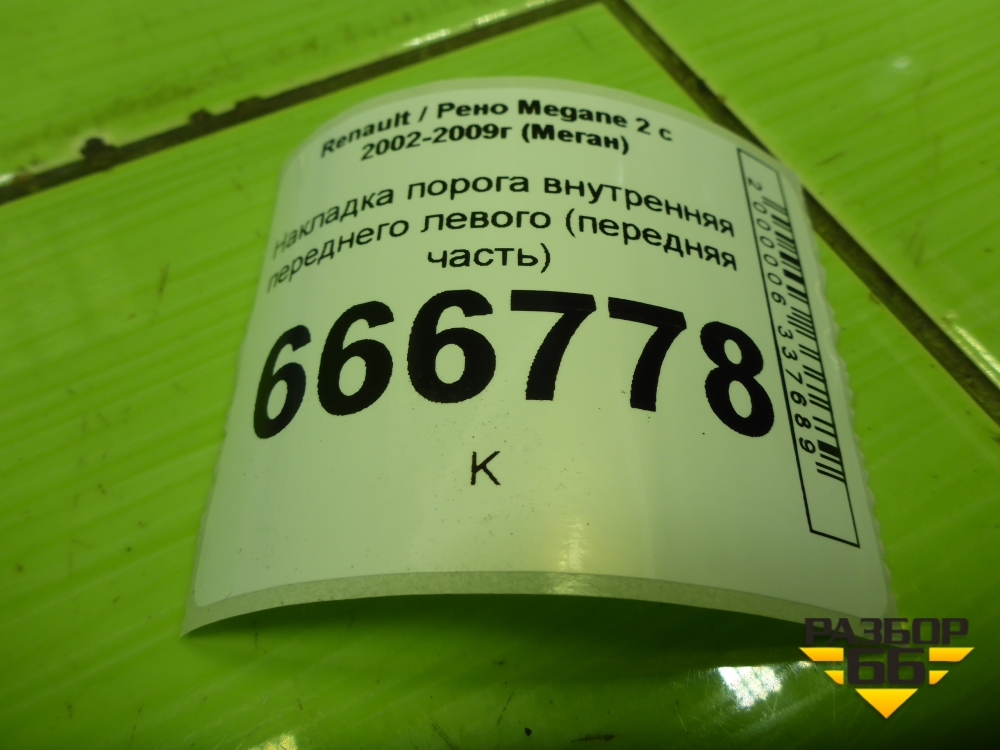 Renault / Рено Megane 2 с
2002-2009г (Меган)
Накладка порога внутренняя
переднего левого (передняя
часть)
666778
К
2000006337689
РАЗБОР
66